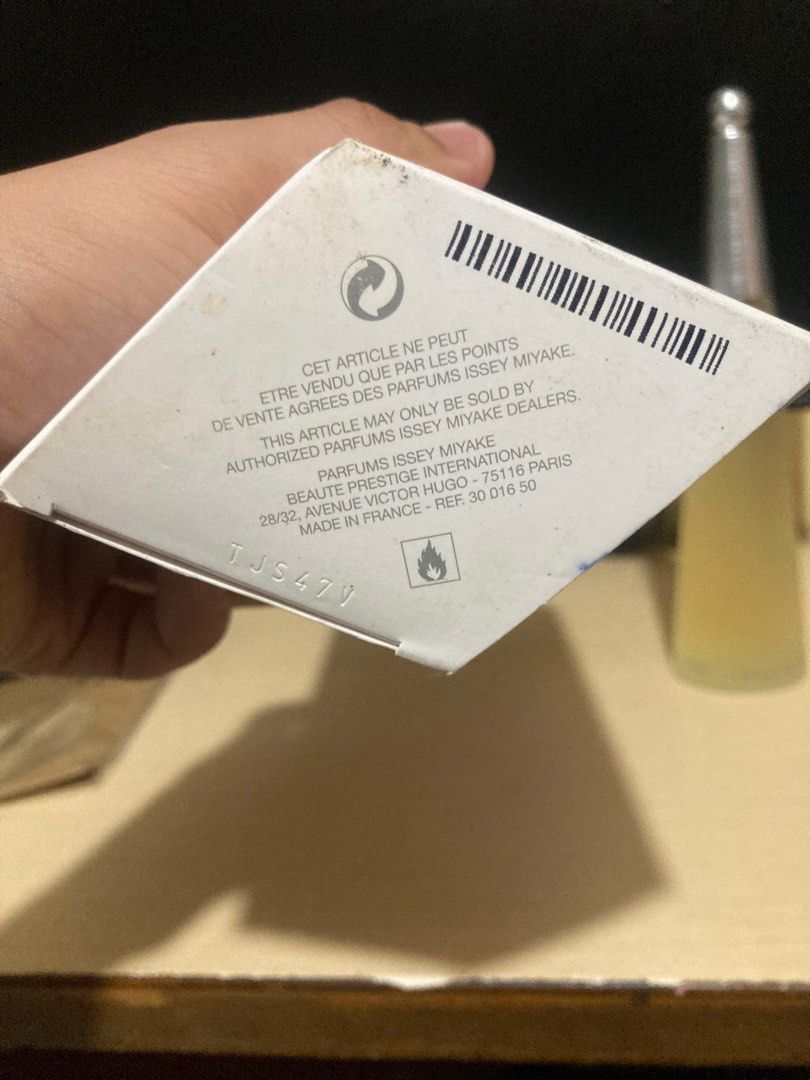 CET ARTICLE NE PEUT
ETRE VENDU QUE PAR LES POINTS
DE VENTE AGREES DES PARFUMS ISSEY MIYAKE.
THIS ARTICLE MAY ONLY BE SOLD BY
AUTHORIZED PARFUMS ISSEY MIYAKE DEALERS.
PARFUMS ISSEY MIYAKE
BEAUTE PRESTIGE INTERNATIONAL
28/32, AVENUE VICTOR HUGO - 75116 PARIS
MADE IN FRANCE - REF. 30 016 50
TJS47V